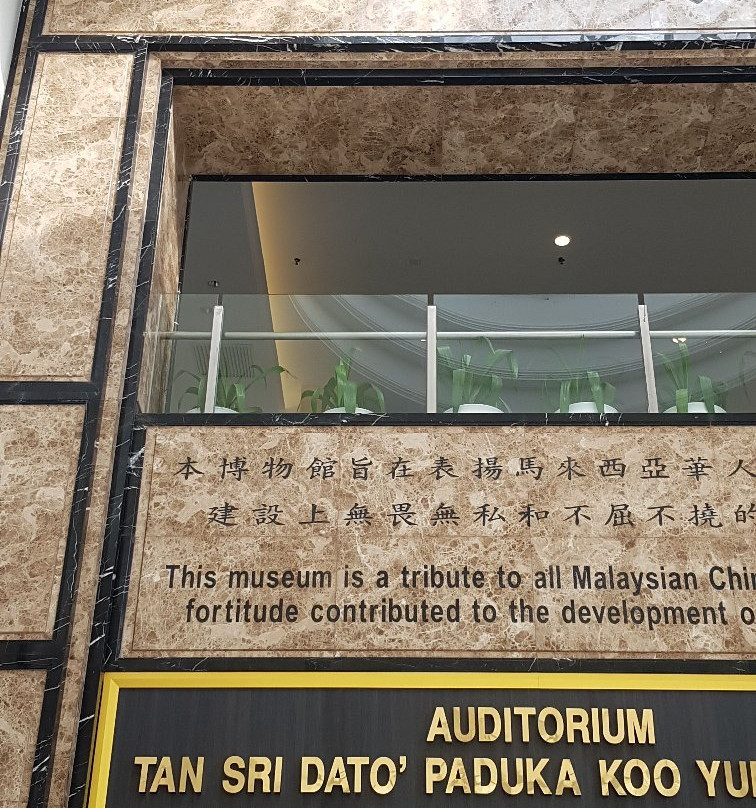 本博物館旨在表揚馬來西亞華人
建設上無畏無私和不屈不撓的
This museum is a tribute to all Malaysian Chin
fortitude contributed to the development o
AUDITORIUM
TAN SRI DATO' PADUKA KOO YU